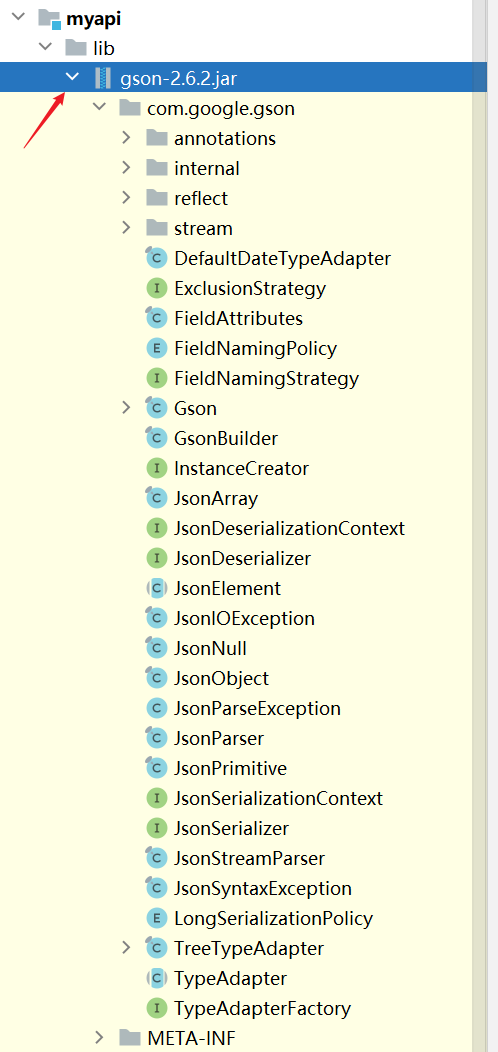 myapi
lib
gson-2.6.2.jar
com.google.gson
annotations
internal
reflect
stream
C DefaultDateTypeAdapter
I ExclusionStrategy
C FieldAttributes
E FieldNamingPolicy
I FieldNamingStrategy
C Gson
C GsonBuilder
I InstanceCreator
C JsonArray
I JsonDeserializationContext
I JsonDeserializer
C JsonElement
C JsonIOException
C JsonNull
C JsonObject
C JsonParseException
C JsonParser
C JsonPrimitive
I JsonSerializationContext
I JsonSerializer
C JsonStreamParser
C JsonSyntaxException
E LongSerializationPolicy
C TreeTypeAdapter
C TypeAdapter
I TypeAdapterFactory
META-INF